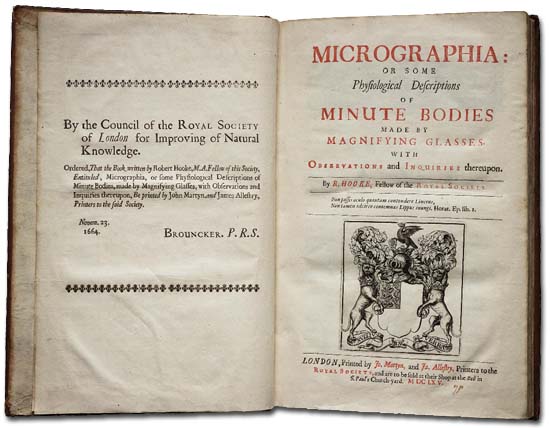 By the Council of the ROYAL SOCIETY
of London for Improving of Natural
Knowledge.
Ordered, That the Book written by Robert Hooke, M.A. Fellow of this Society,
Entituled, Micrographia, or some Physiological Descriptions of
Minute Bodies, made by Magnifying Glasses, with Observations and
Inquiries thereupon, Be printed by John Martyn, and James Allestry,
Printers to the said Society.
Novem. 23.
1664.
BROUNCKER. P. R. S.
MICROGRAPHIA:
OR SOME
Physiological Descriptions
OF
MINUTE BODIES
MADE BY
MAGNIFYING GLASSES.
WITH
OBSERVATIONS and INQUIRIES thereupon.
By R. HOOKE, Fellow of the ROYAL SOCIETY.
Non possis oculo quantum contendere Linceus,
Non tamen idcirco contemnas Lippus inungi. Horat. Ep. lib. 1.
LONDON, Printed by Jo. Martyn, and Ja. Allestry, Printers to the
ROYAL SOCIETY, and are to be sold at their Shop at the Bell in
S. Paul's Church-yard. M DC LX V.